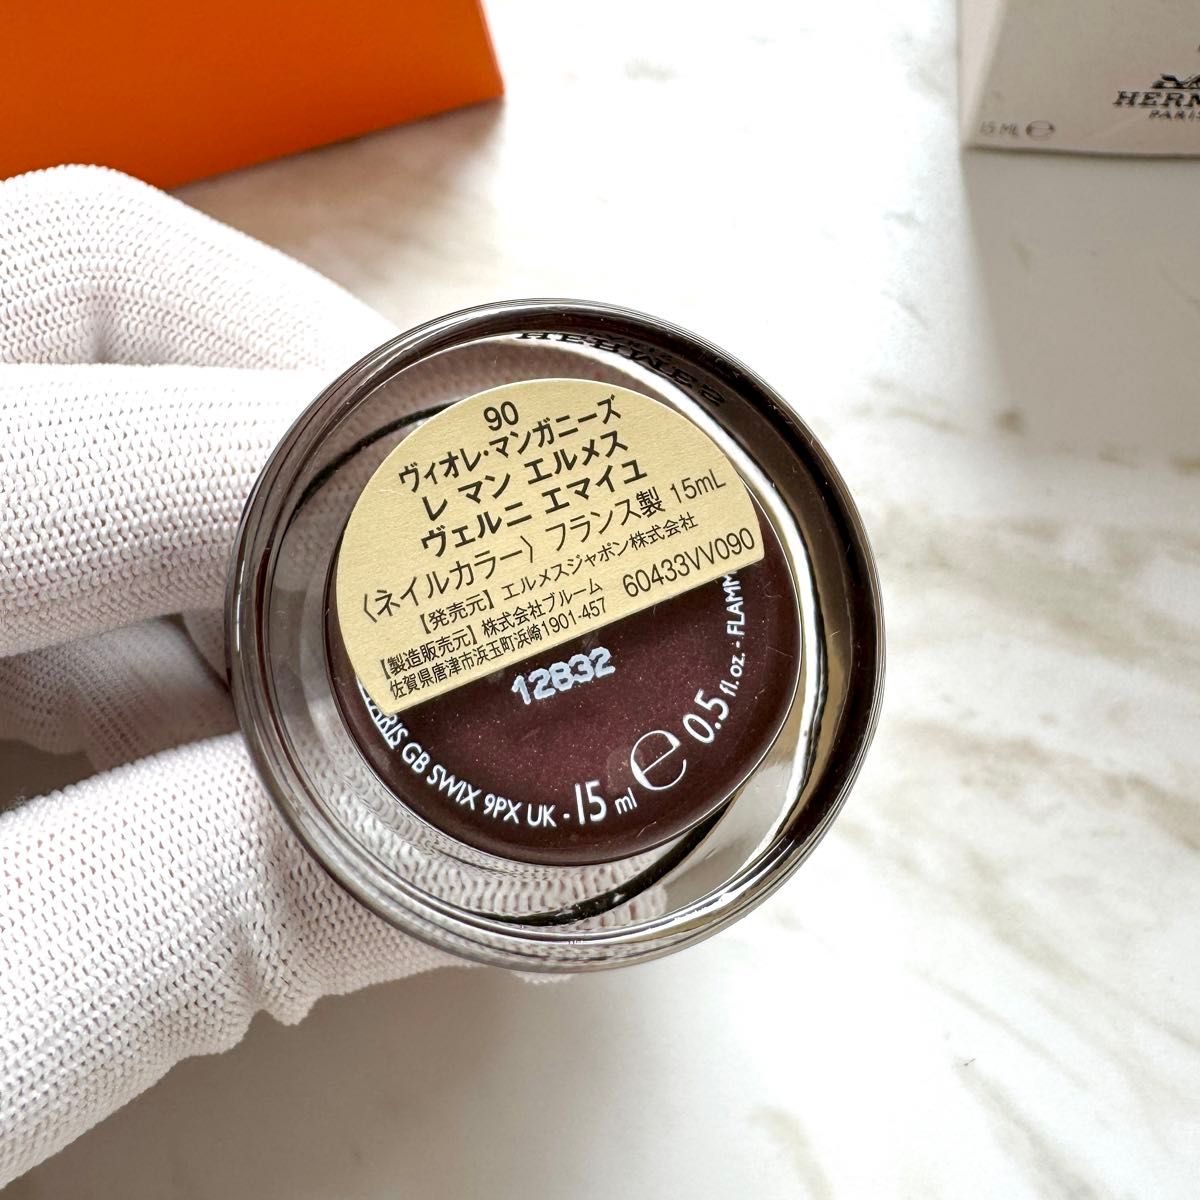 HERMES
90
ヴィオレ・マンガニーズ
レ マン エルメス
ヴェルニ エマイユ
〈ネイルカラー〉 フランス製 15mL
【発売元】エルメスジャポン株式会社
【製造販売元】株式会社ブルーム 60433VV090
佐賀県唐津市浜玉町浜崎1901-457
12832
PARIS GB SWIX 9PX UK - 15 ml e 0.5 fl. oz. - FLAMM
15 ML e
PARIS